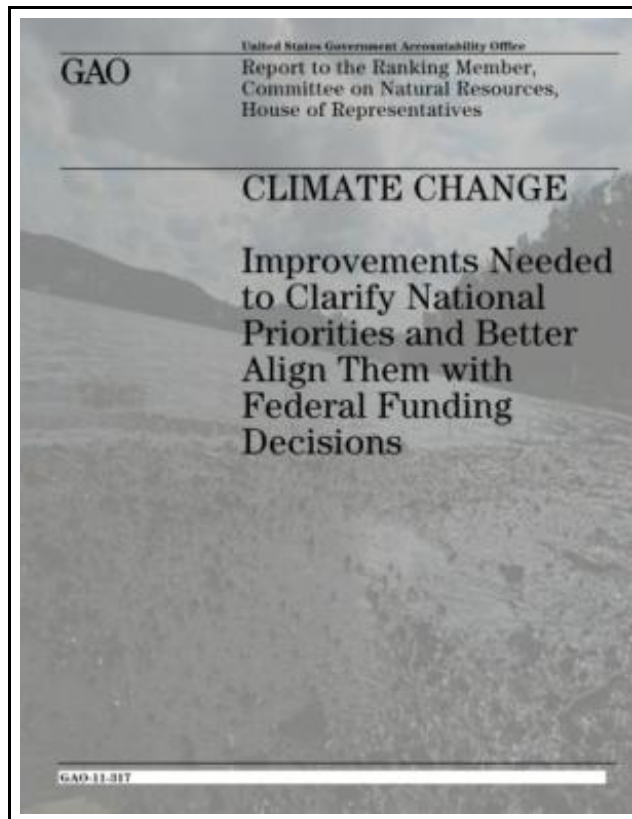 United States Government Accountability Office
GAO
Report to the Ranking Member,
Committee on Natural Resources,
House of Representatives
CLIMATE CHANGE
Improvements Needed
to Clarify National
Priorities and Better
Align Them with
Federal Funding
Decisions
GAO-11-317